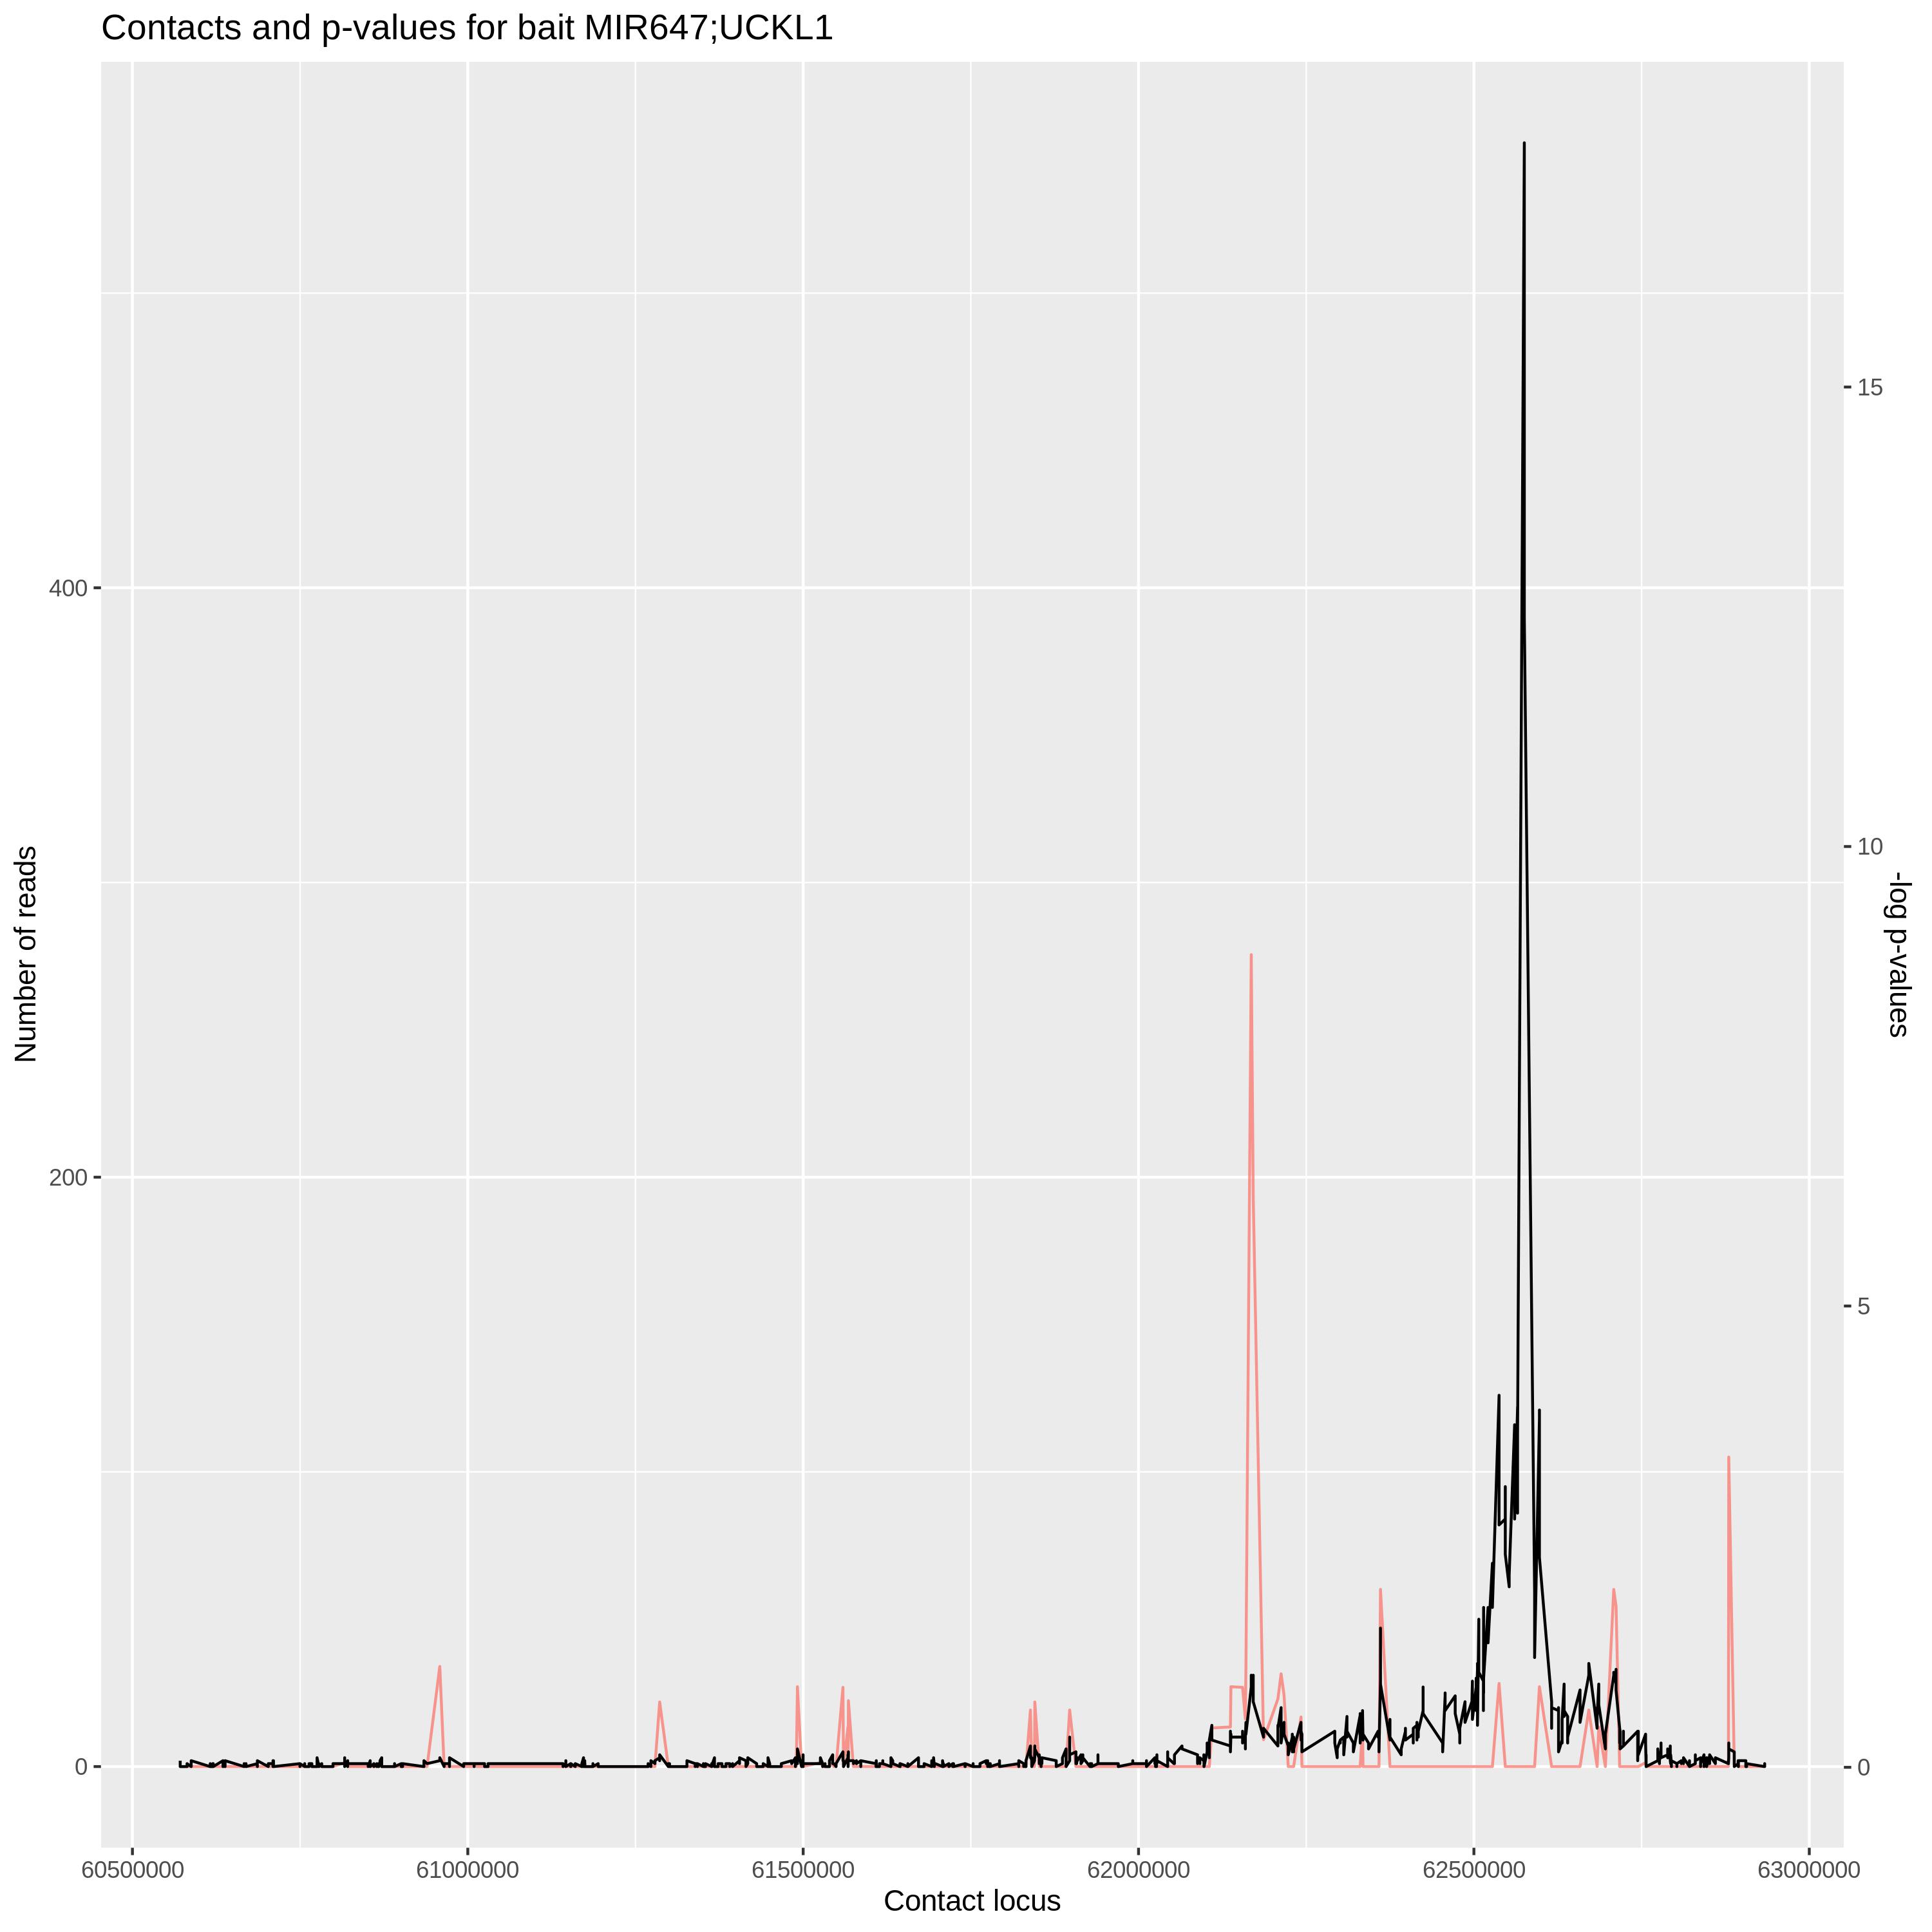 Contacts and p-values for bait MIR647;UCKL1
Number of reads
400
200
0
15
10
5
0
-log p-values
60500000 61000000 61500000 62000000 62500000 63000000
Contact locus